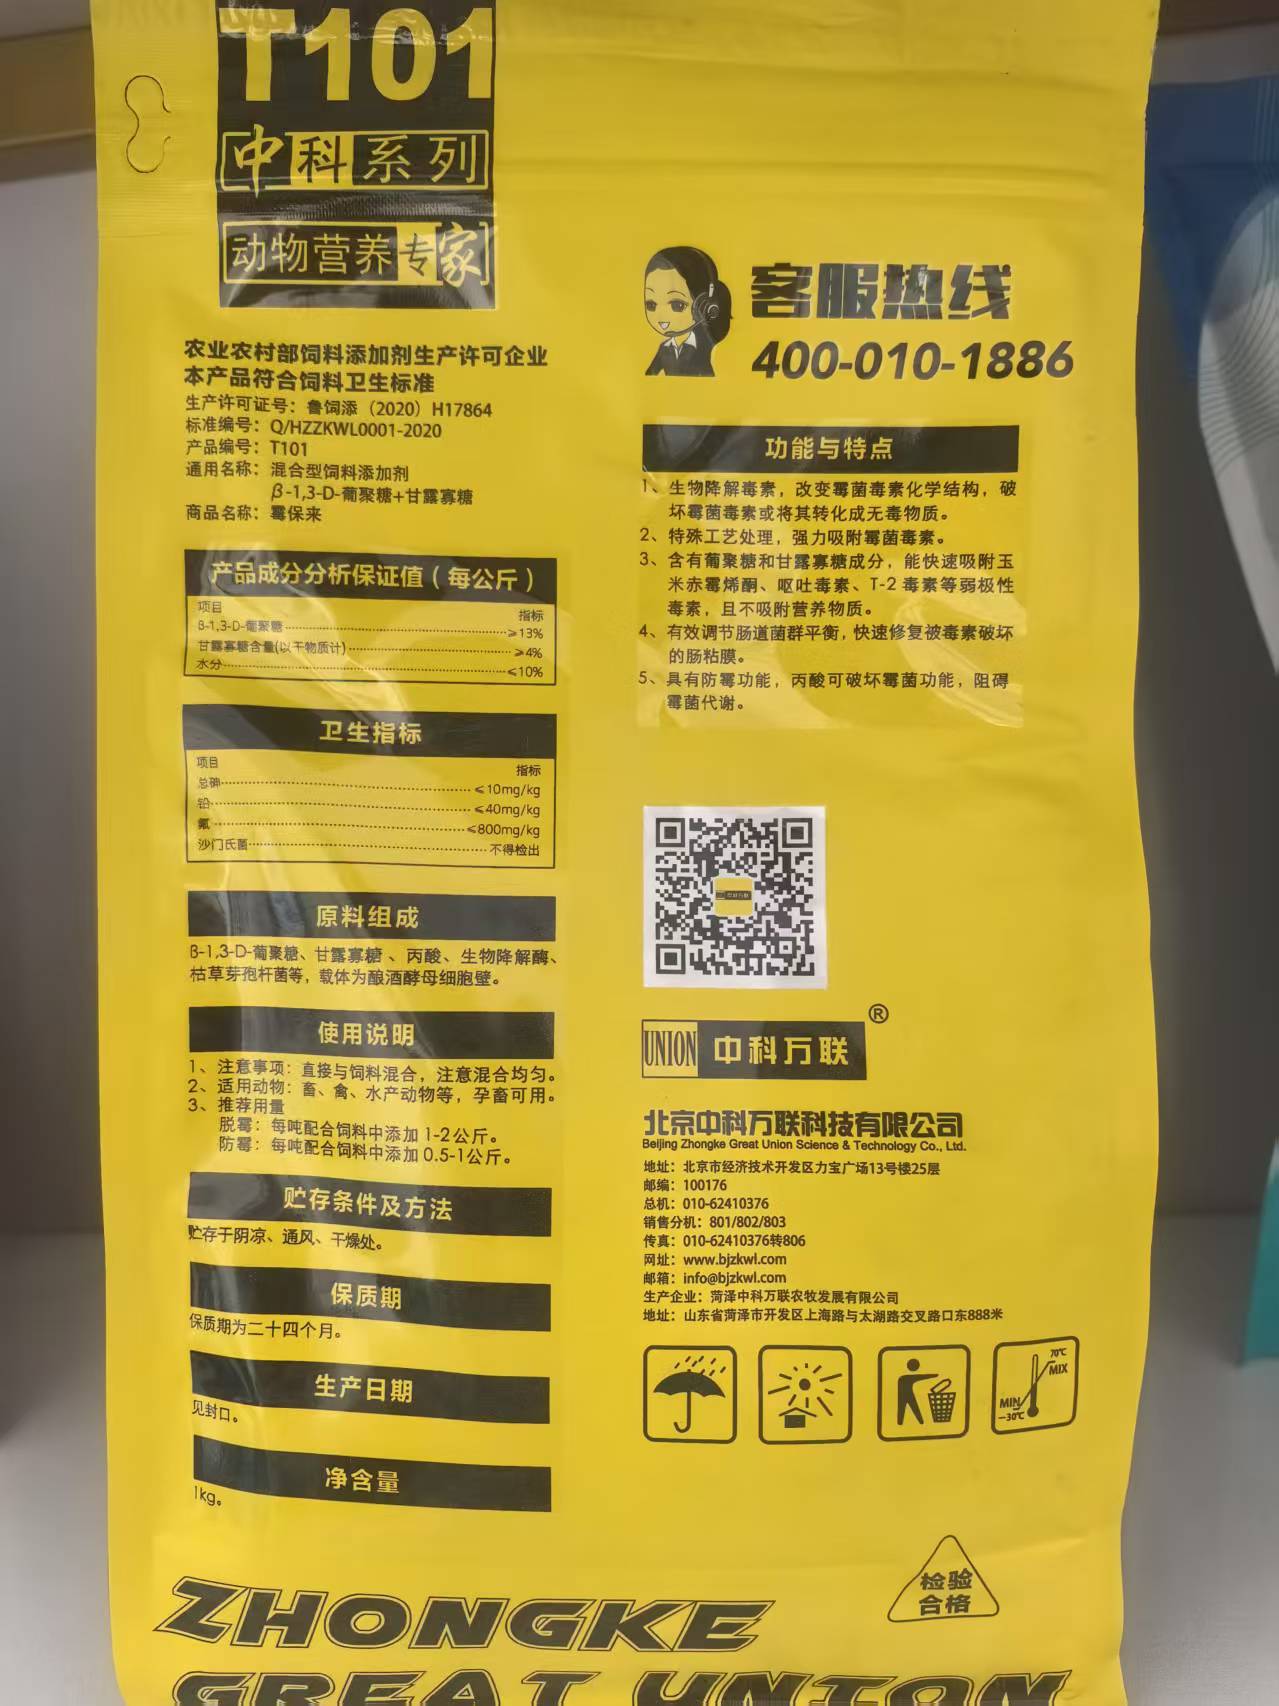 T101
中科系列
动物营养专家
农业农村部饲料添加剂生产许可企业
本产品符合饲料卫生标准
生产许可证号：鲁饲添（2020）H17864
标准编号：Q/HZZKWL0001-2020
产品编号：T101
通用名称：混合型饲料添加剂
β-1,3-D-葡聚糖+甘露寡糖
商品名称：霉保来
产品成分分析保证值（每公斤）
项目 指标
β-1,3-D-葡聚糖 ≥13%
甘露寡糖含量(以干物质计) ≥4%
水分 ≤10%
卫生指标
项目 指标
总砷 ≤10mg/kg
铅 ≤40mg/kg
氟 ≤800mg/kg
沙门氏菌 不得检出
原料组成
β-1,3-D-葡聚糖、甘露寡糖、丙酸、生物降解酶、
枯草芽孢杆菌等，载体为酿酒酵母细胞壁。
使用说明
1、注意事项：直接与饲料混合，注意混合均匀。
2、适用动物：畜、禽、水产动物等，孕畜可用。
3、推荐用量
脱霉：每吨配合饲料中添加1-2公斤。
防霉：每吨配合饲料中添加0.5-1公斤。
贮存条件及方法
贮存于阴凉、通风、干燥处。
保质期
保质期为二十四个月。
生产日期
见封口。
净含量
1kg。
客服热线
400-010-1886
功能与特点
1、生物降解毒素，改变霉菌毒素化学结构，破
坏霉菌毒素或将其转化成无毒物质。
2、特殊工艺处理，强力吸附霉菌毒素。
3、含有葡聚糖和甘露寡糖成分，能快速吸附玉
米赤霉烯酮、呕吐毒素、T-2毒素等弱极性
毒素，且不吸附营养物质。
4、有效调节肠道菌群平衡，快速修复被毒素破坏
的肠粘膜。
5、具有防霉功能，丙酸可破坏霉菌功能，阻碍
霉菌代谢。
UNION 中科万联 ®
北京中科万联科技有限公司
Beijing Zhongke Great Union Science & Technology Co., Ltd.
地址：北京市经济技术开发区力宝广场13号楼25层
邮编：100176
总机：010-62410376
销售分机：801/802/803
传真：010-62410376转806
网址：www.bjzkwl.com
邮箱：info@bjzkwl.com
生产企业：菏泽中科万联农牧发展有限公司
地址：山东省菏泽市开发区上海路与太湖路交叉路口东888米
70℃
MIX
MIN
-30℃
检验
合格
ZHONGKE
GREAT UNION